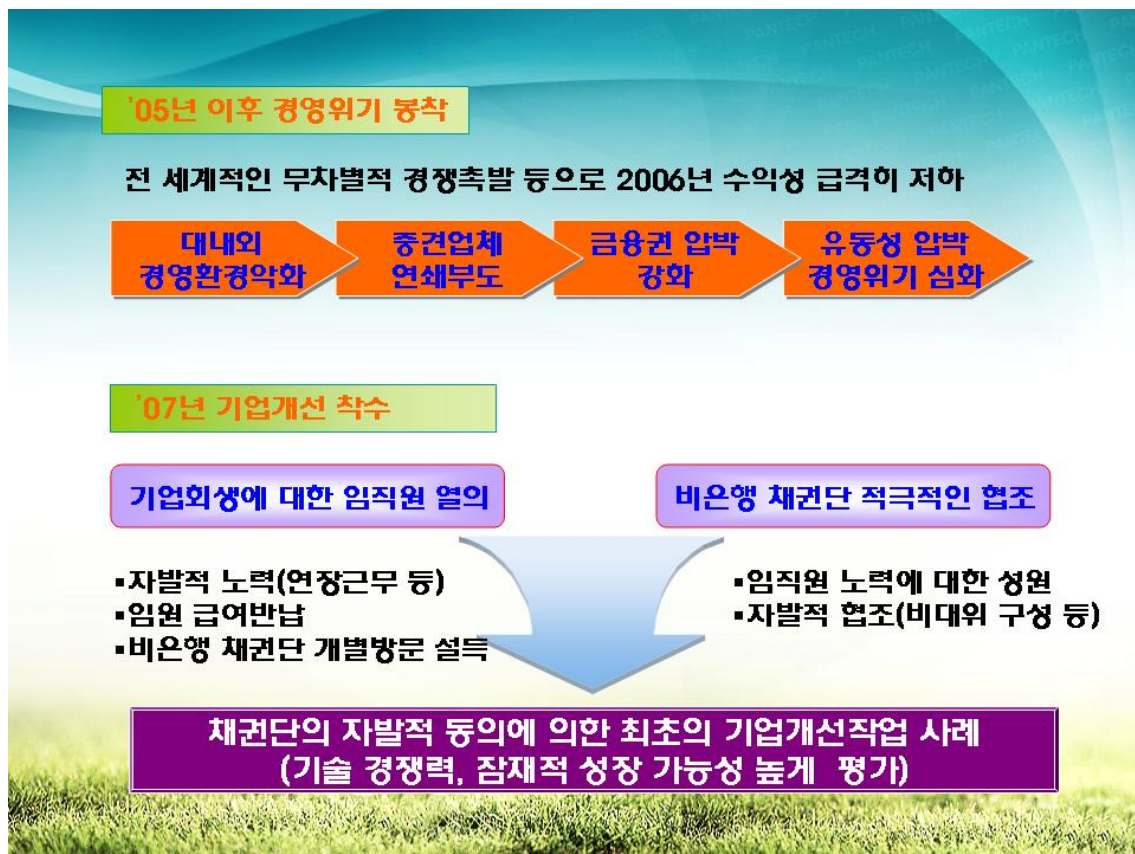 PANTECH PANTECH PANTECH
'05년 이후 경영위기 봉착
전 세계적인 무차별적 경쟁촉발 등으로 2006년 수익성 급격히 저하
대내외
경영환경악화
중견업체
연쇄부도
금융권 압박
강화
유동성 압박
경영위기 심화
'07년 기업개선 착수
기업회생에 대한 임직원 열의
비은행 채권단 적극적인 협조
▪자발적 노력(연장근무 등)
▪임원 급여반납
▪비은행 채권단 개별방문 설득
▪임직원 노력에 대한 성원
▪자발적 협조(비대위 구성 등)
채권단의 자발적 동의에 의한 최초의 기업개선작업 사례
(기술 경쟁력, 잠재적 성장 가능성 높게 평가)